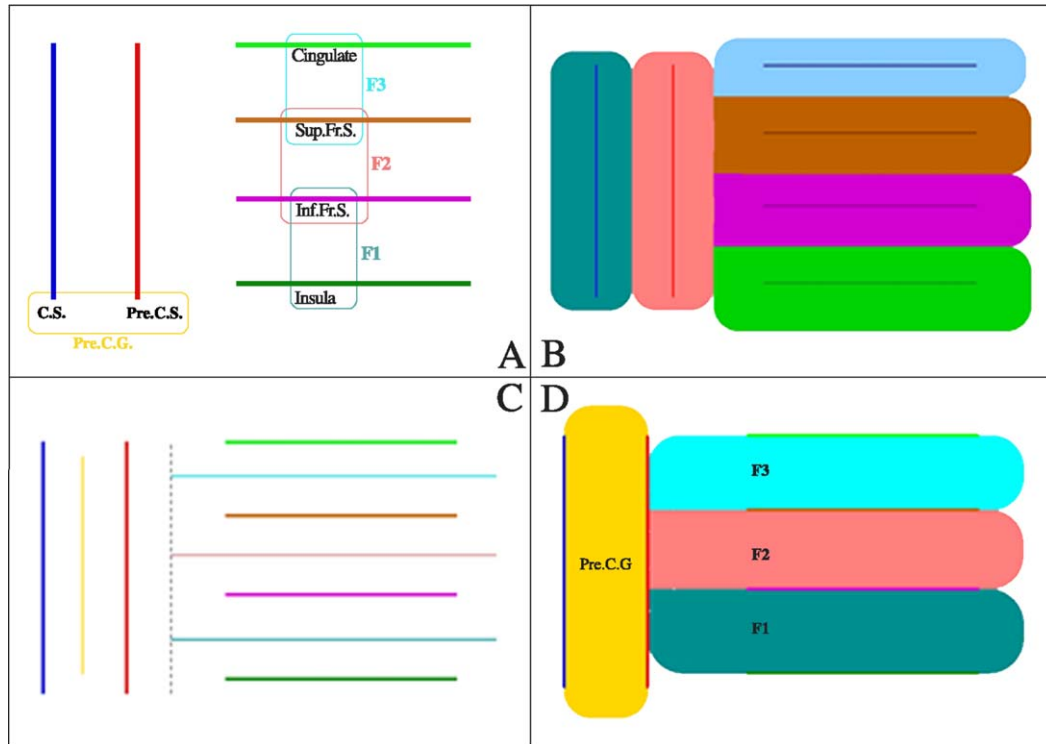 Cingulate
F3
Sup.Fr.S.
F2
Inf.Fr.S.
F1
Insula
C.S.
Pre.C.S.
Pre.C.G.
A
B
C
D
F3
Pre.C.G
F2
F1